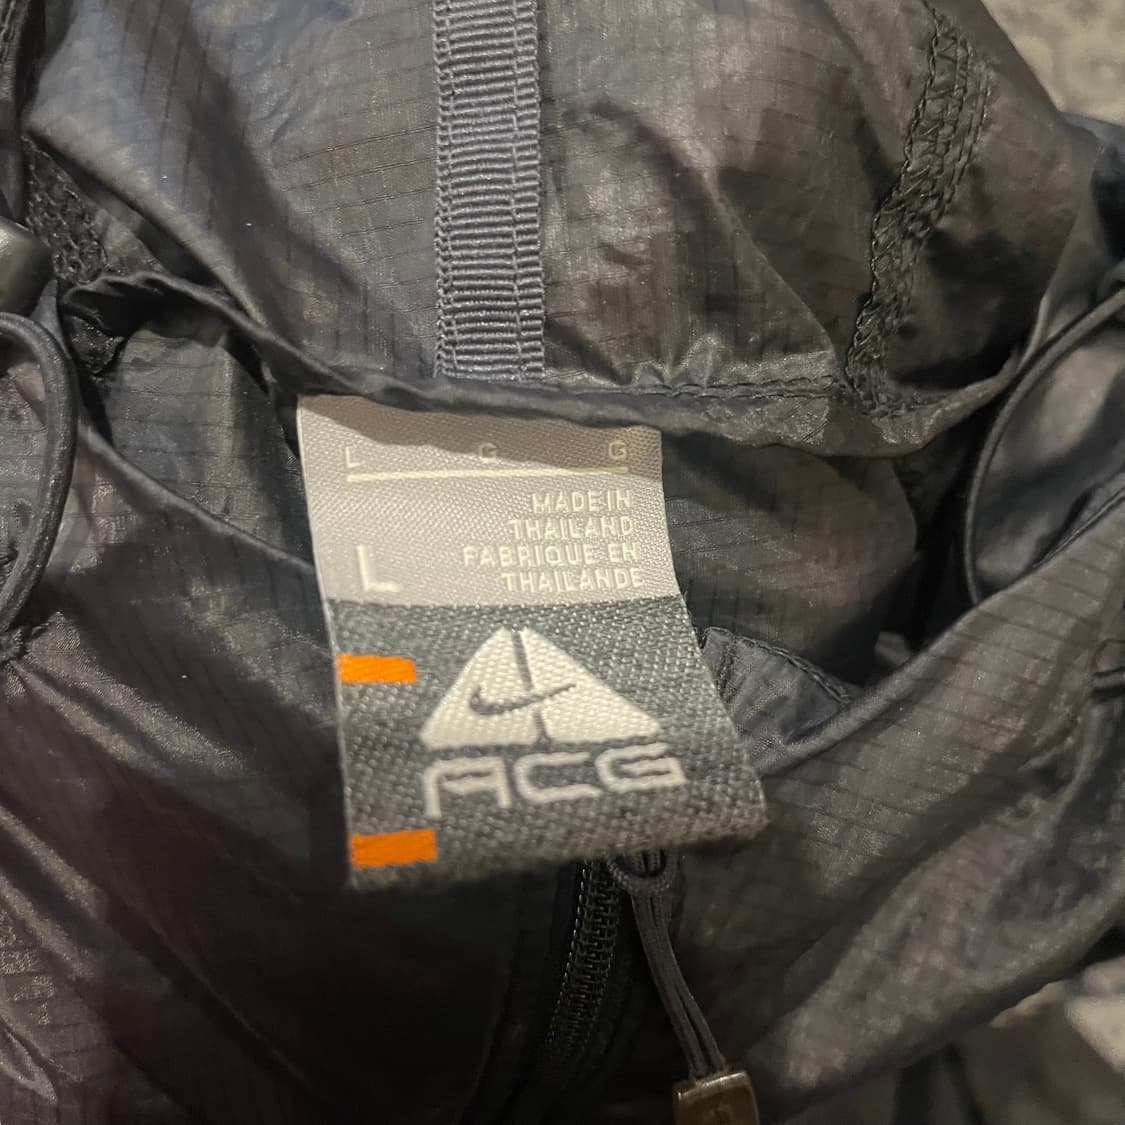 L G G
MADE IN
THAILAND
FABRIQUE EN
THAILANDE
L
ACG